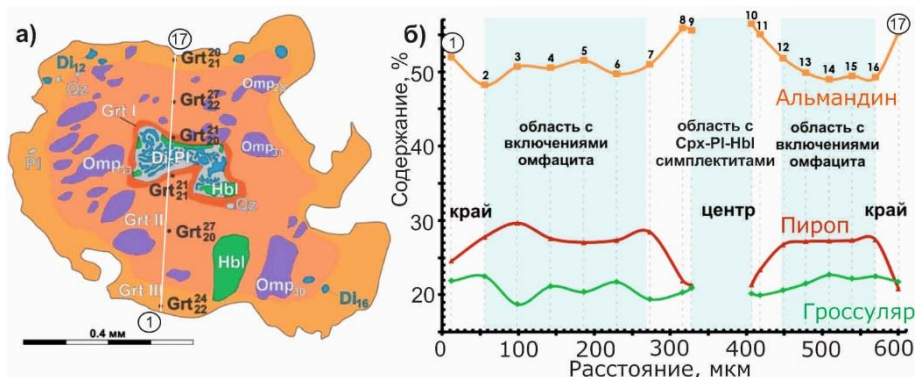 а)
17
Grt 20 21
Di12
Qz
Grt 27 22
Omp29
Grt I
Grt 21 20
Di-Pl
Omp31
Pl
Omp33
Grt 21 21
Hbl
Qz
Grt II
Grt 27 20
Hbl
Omp30
Grt III
Grt 24 22
Di16
1
0.4 мм
б)
Содержание, %
50
40
30
20
1
2
3
4
5
6
7
8
9
10
11
12
13
14
15
16
17
Альмандин
область с
включениями
омфацита
область с
Cpx-Pl-Hbl
симплектитами
область с
включениями
омфацита
край
центр
край
Пироп
Гроссуляр
0 100 200 300 400 500 600
Расстояние, мкм